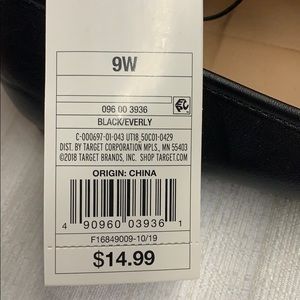 9W
096 00 3936
BLACK/EVERLY
C-000697-01-043 UT18 50C01-0429
DIST. BY TARGET CORPORATION MPLS., MN 55403
©2018 TARGET BRANDS, INC. SHOP TARGET.COM
ORIGIN: CHINA
4 90960 03936 1
F16849009-10/19
$14.99